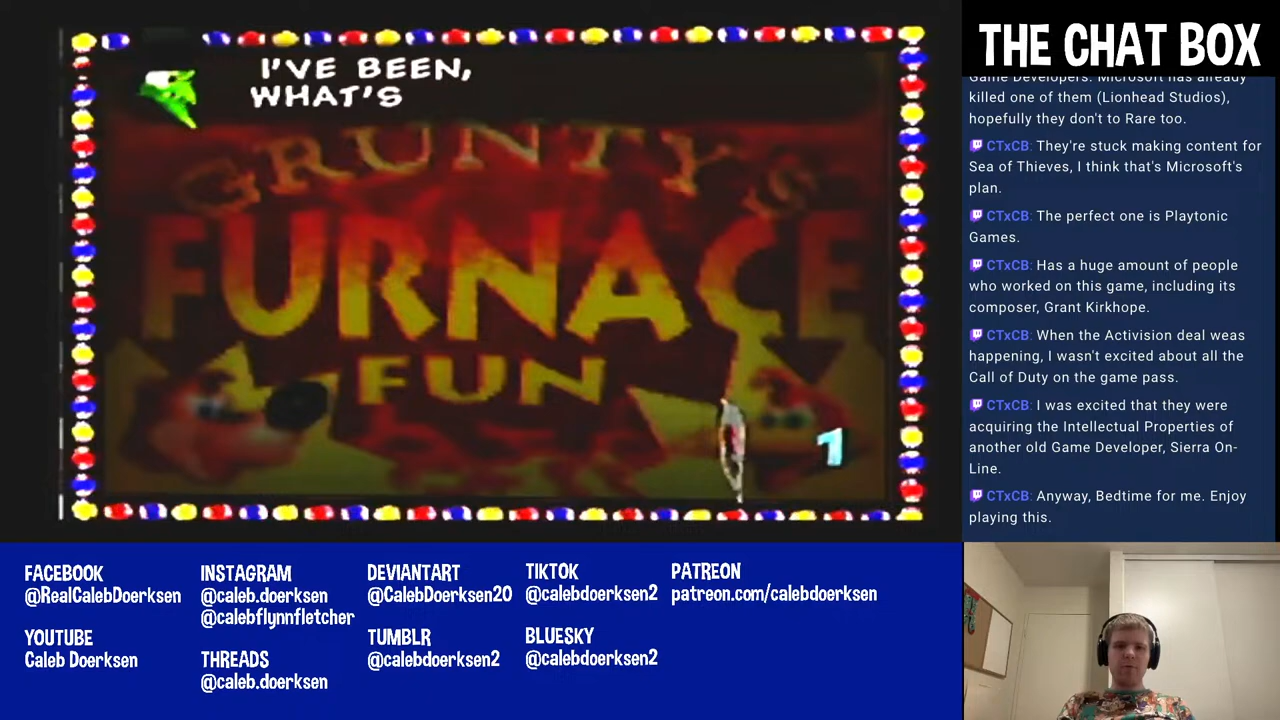 I'VE BEEN,
WHAT'S
GRUNTY'S
FURNACE
FUN
1
THE CHAT BOX
Game Developers. Microsoft has already
killed one of them (Lionhead Studios),
hopefully they don't to Rare too.
CTxCB: They're stuck making content for
Sea of Thieves, I think that's Microsoft's
plan.
CTxCB: The perfect one is Playtonic
Games.
CTxCB: Has a huge amount of people
who worked on this game, including its
composer, Grant Kirkhope.
CTxCB: When the Activision deal weas
happening, I wasn't excited about all the
Call of Duty on the game pass.
CTxCB: I was excited that they were
acquiring the Intellectual Properties of
another old Game Developer, Sierra On-
Line.
CTxCB: Anyway, Bedtime for me. Enjoy
playing this.
FACEBOOK
@RealCalebDoerksen
YOUTUBE
Caleb Doerksen
INSTAGRAM
@caleb.doerksen
@calebflynnfletcher
THREADS
@caleb.doerksen
DEVIANTART
@CalebDoerksen20
TUMBLR
@calebdoerksen2
TIKTOK
@calebdoerksen2
BLUESKY
@calebdoerksen2
PATREON
patreon.com/calebdoerksen